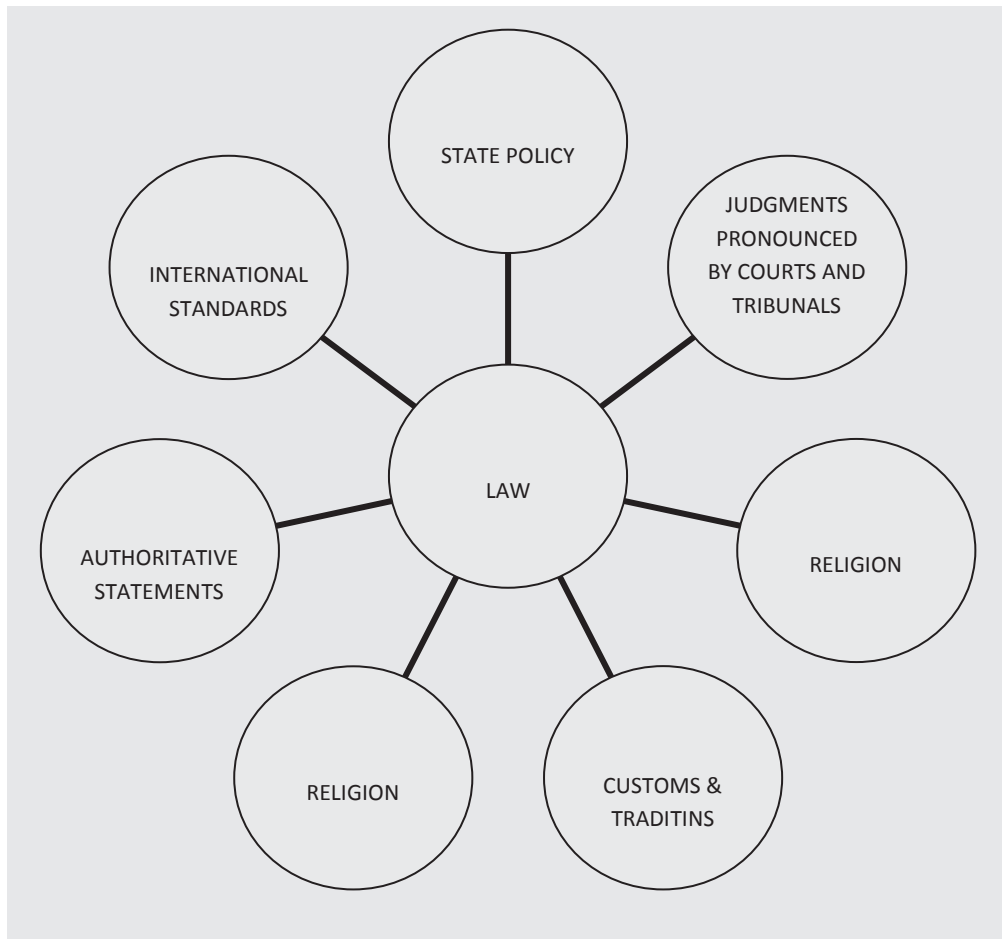 STATE POLICY
JUDGMENTS
PRONOUNCED
BY COURTS AND
TRIBUNALS
INTERNATIONAL
STANDARDS
LAW
AUTHORITATIVE
STATEMENTS
RELIGION
RELIGION
CUSTOMS &
TRADITINS